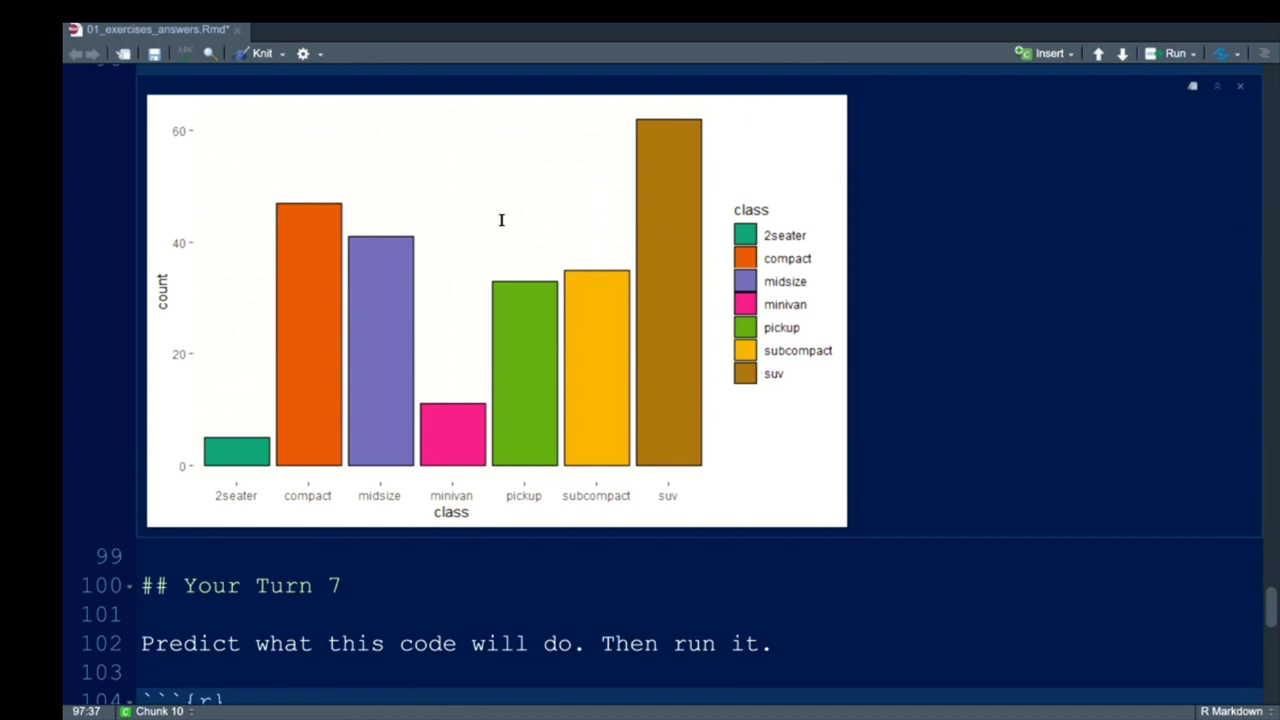 01_exercises_answers.Rmd* ×
ABC Knit Insert Run
60
40
20
0
count
2seater compact midsize minivan pickup subcompact suv
class
class
2seater
compact
midsize
minivan
pickup
subcompact
suv
99
100 ## Your Turn 7
101
102 Predict what this code will do. Then run it.
103
104 ```{r}
97:37 C Chunk 10 R Markdown